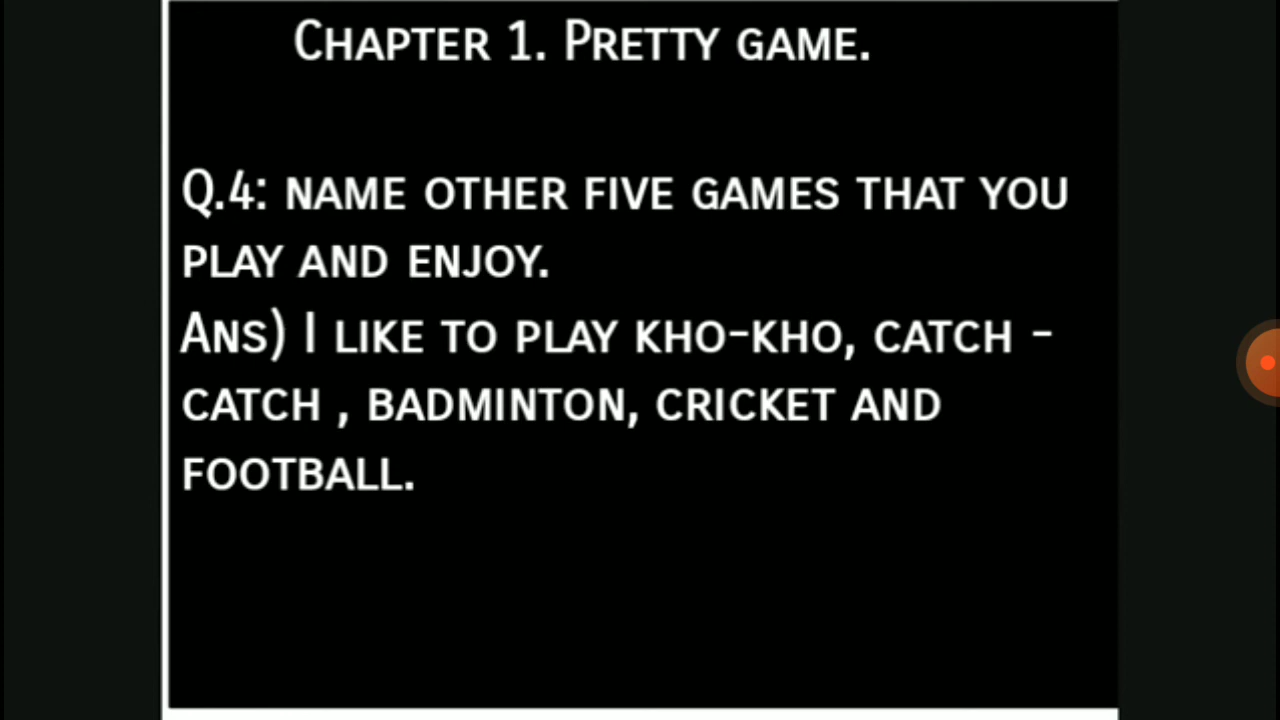 Chapter 1. Pretty game.
Q.4: name other five games that you
play and enjoy.
Ans) I like to play kho-kho, catch -
catch , badminton, cricket and
football.